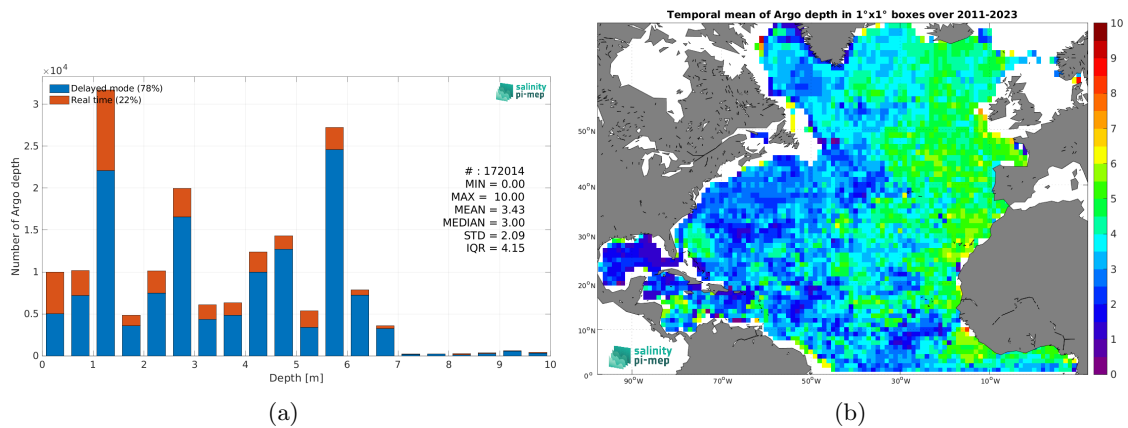 ×10⁴
Delayed mode (78%)
Real time (22%)
salinity
pi-mep
3
2.5
2
1.5
1
0.5
0
Number of Argo depth
# : 172014
MIN = 0.00
MAX = 10.00
MEAN = 3.43
MEDIAN = 3.00
STD = 2.09
IQR = 4.15
0 1 2 3 4 5 6 7 8 9 10
Depth [m]
(a)
Temporal mean of Argo depth in 1°x1° boxes over 2011-2023
50°N
40°N
30°N
20°N
10°N
0°
90°W 70°W 50°W 30°W 10°W
salinity
pi-mep
10
9
8
7
6
5
4
3
2
1
0
(b)